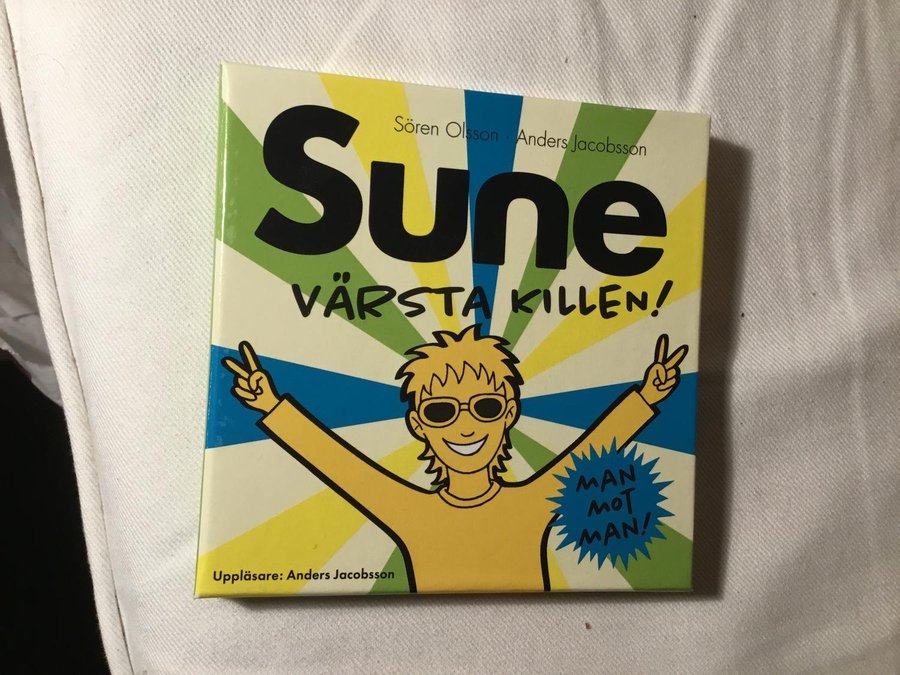 Sören Olsson · Anders Jacobsson
Sune
VÄRSTA KILLEN!
MAN
MOT
MAN!
Uppläsare: Anders Jacobsson